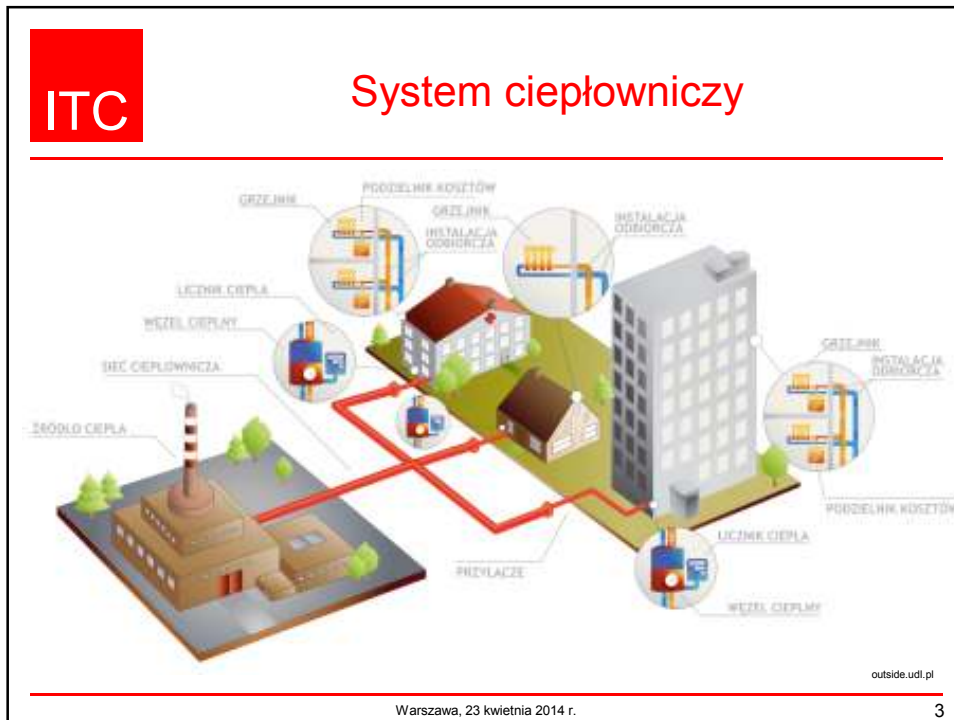 ITC
System ciepłowniczy
GRZEJNIK
PODZIELNIK KOSZTÓW
INSTALACJA
ODBIORCZA
GRZEJNIK
INSTALACJA
ODBIORCZA
LICZNIK CIEPŁA
WĘZEŁ CIEPLNY
SIEĆ CIEPŁOWNICZA
ŹRÓDŁO CIEPŁA
GRZEJNIK
INSTALACJA
ODBIORCZA
PODZIELNIK KOSZTÓW
LICZNIK CIEPŁA
PRZYŁĄCZE
WĘZEŁ CIEPLNY
outside.udl.pl
Warszawa, 23 kwietnia 2014 r.
3